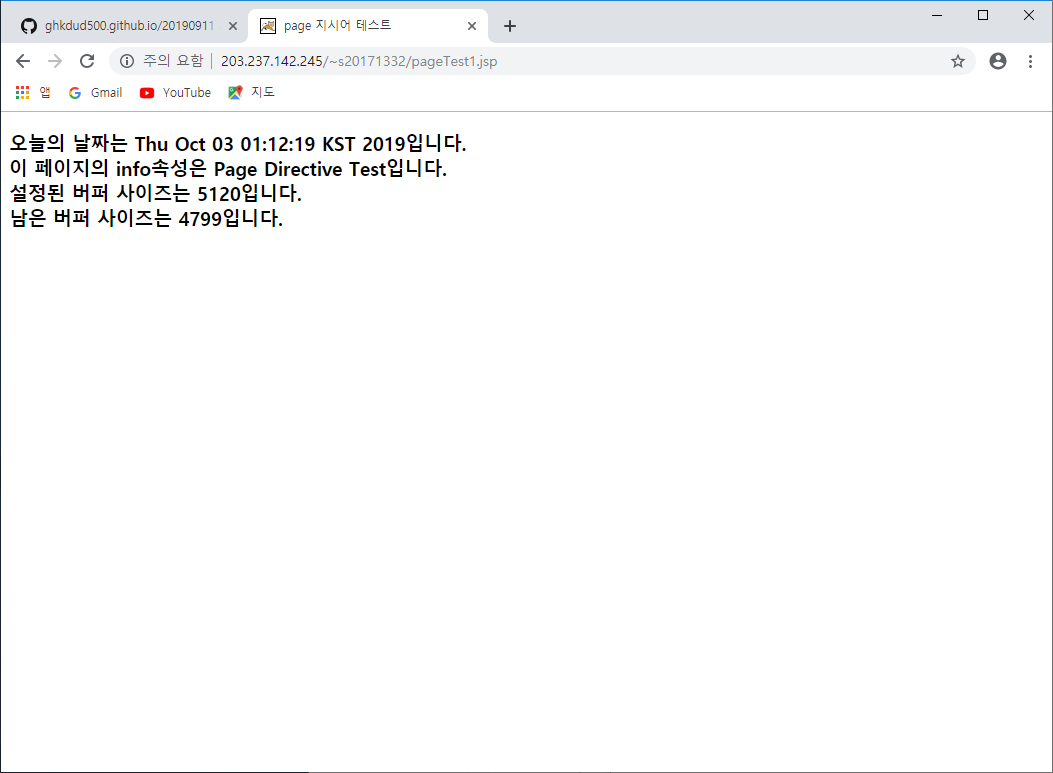 ghkdud500.github.io/20190911
page 지시어 테스트
주의 요함 | 203.237.142.245/~s20171332/pageTest1.jsp
앱 Gmail YouTube 지도
오늘의 날짜는 Thu Oct 03 01:12:19 KST 2019입니다.
이 페이지의 info속성은 Page Directive Test입니다.
설정된 버퍼 사이즈는 5120입니다.
남은 버퍼 사이즈는 4799입니다.